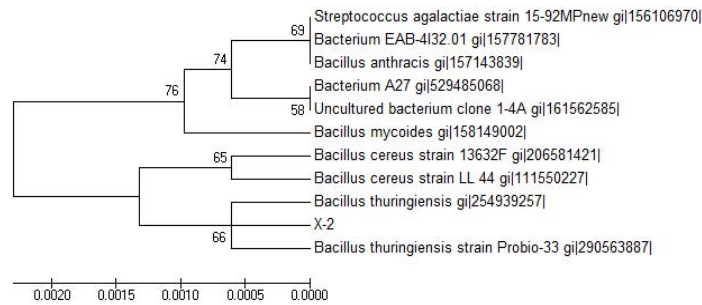 Streptococcus agalactiae strain 15-92MPnew gi|156106970|
69
Bacterium EAB-4I32.01 gi|157781783|
74
Bacillus anthracis gi|157143839|
76
Bacterium A27 gi|529485068|
58
Uncultured bacterium clone 1-4A gi|161562585|
Bacillus mycoides gi|158149002|
65
Bacillus cereus strain 13632F gi|206581421|
Bacillus cereus strain LL 44 gi|111550227|
Bacillus thuringiensis gi|254939257|
X-2
66
Bacillus thuringiensis strain Probio-33 gi|290563887|
0.0020 0.0015 0.0010 0.0005 0.0000